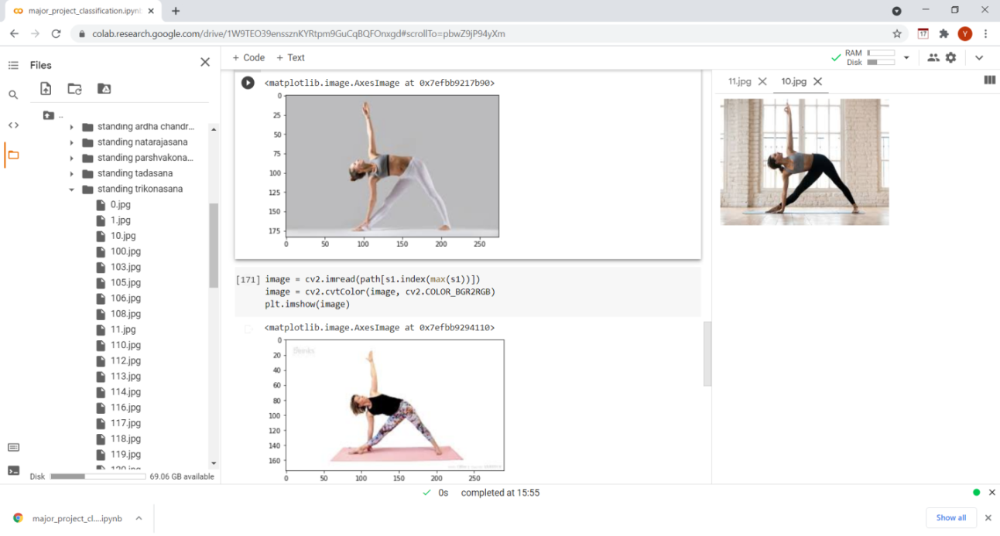 major_project_classification.ipynb
colab.research.google.com/drive/1W9TEO39enssznKYRtpm9GuCqBQFOnxgd#scrollTo=pbwZ9jP94yXm
17
Y
Files
+ Code + Text
RAM
Disk
11.jpg
10.jpg
..
standing ardha chandr...
standing natarajasana
standing parshvakona...
standing tadasana
standing trikonasana
0.jpg
1.jpg
10.jpg
100.jpg
103.jpg
105.jpg
106.jpg
108.jpg
11.jpg
110.jpg
112.jpg
113.jpg
114.jpg
116.jpg
117.jpg
118.jpg
119.jpg
120.jpg
Disk 69.06 GB available
<matplotlib.image.AxesImage at 0x7efbb9217b90>
0
25
50
75
100
125
150
175
0 50 100 150 200 250
[171] image = cv2.imread(path[s1.index(max(s1))])
image = cv2.cvtColor(image, cv2.COLOR_BGR2RGB)
plt.imshow(image)
<matplotlib.image.AxesImage at 0x7efbb9294110>
0
20
40
60
80
100
120
140
160
0 50 100 150 200 250
0s completed at 15:55
major_project_cl....ipynb
Show all